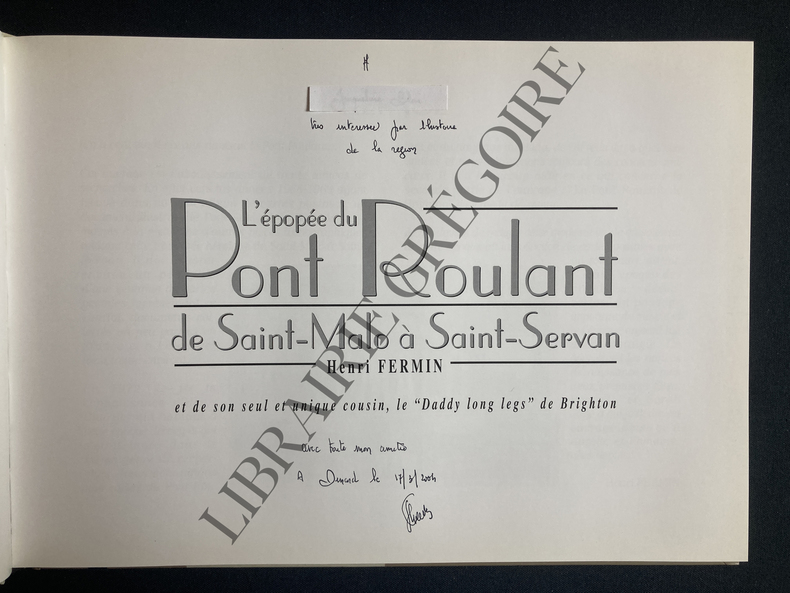 très intéressée par l'histoire
de la région
L'épopée du
Pont Roulant
de Saint-Malo à Saint-Servan
Henri FERMIN
et de son seul et unique cousin, le "Daddy long legs" de Brighton
avec toute mon amitié
A Dinard le 17/3/2004
LIBRAIRIE GRÉGOIRE